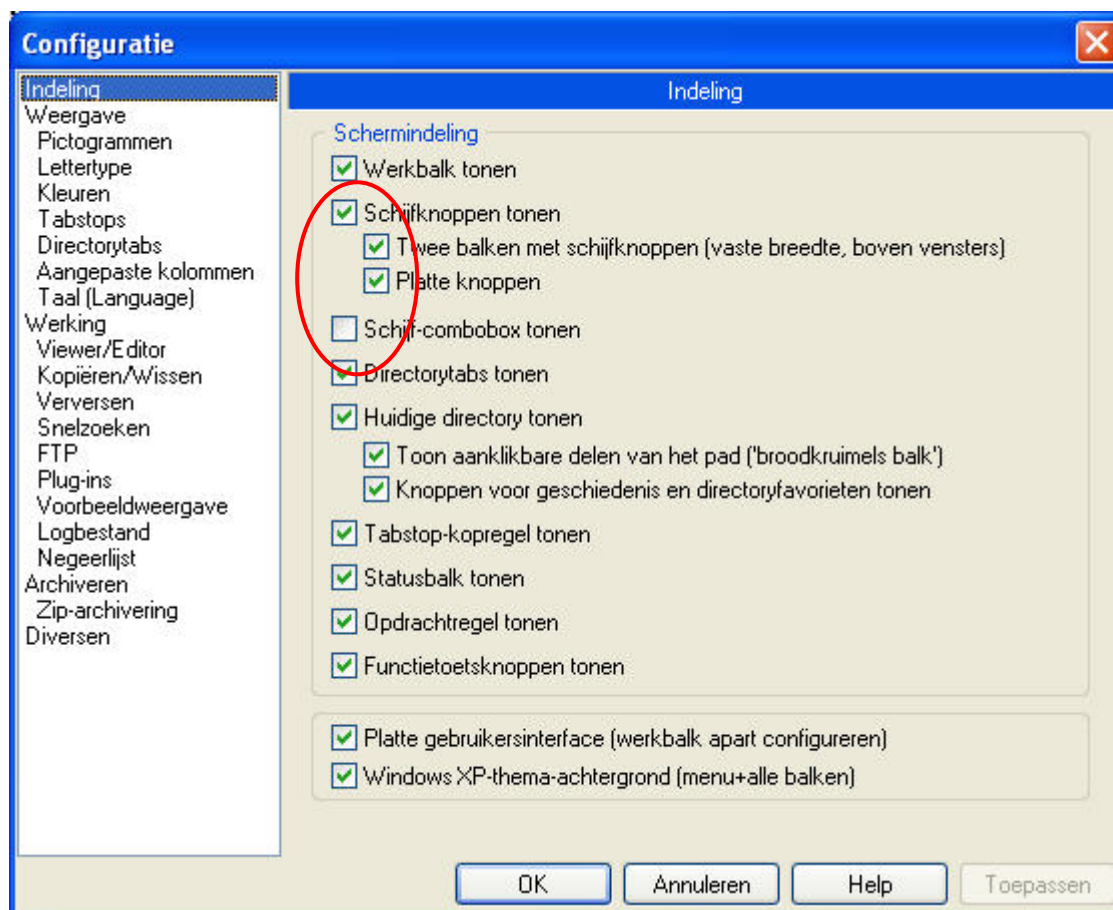 Configuratie
Indeling
Weergave
Pictogrammen
Lettertype
Kleuren
Tabstops
Directorytabs
Aangepaste kolommen
Taal (Language)
Werking
Viewer/Editor
Kopiëren/Wissen
Verversen
Snelzoeken
FTP
Plug-ins
Voorbeeldweergave
Logbestand
Negeerlijst
Archiveren
Zip-archivering
Diversen
Indeling
Schermindeling
Werkbalk tonen
Schijfknoppen tonen
Twee balken met schijfknoppen (vaste breedte, boven vensters)
Platte knoppen
Schijf-combobox tonen
Directorytabs tonen
Huidige directory tonen
Toon aanklikbare delen van het pad ('broodkruimels balk')
Knoppen voor geschiedenis en directoryfavorieten tonen
Tabstop-kopregel tonen
Statusbalk tonen
Opdrachtregel tonen
Functietoetsknoppen tonen
Platte gebruikersinterface (werkbalk apart configureren)
Windows XP-thema-achtergrond (menu+alle balken)
OK
Annuleren
Help
Toepassen